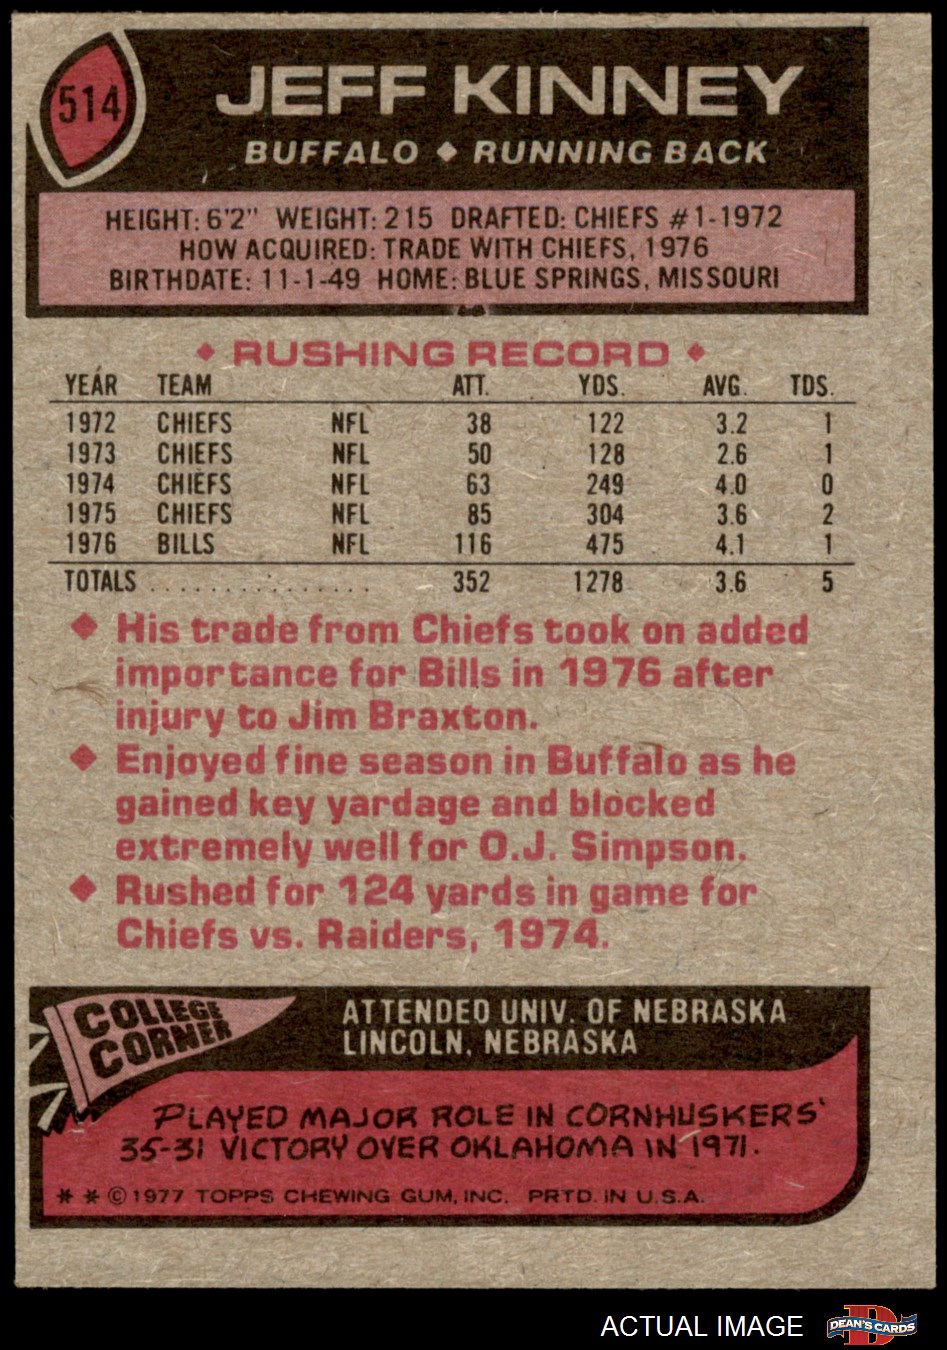 514
JEFF KINNEY
BUFFALO ♦ RUNNING BACK
HEIGHT: 6'2" WEIGHT: 215 DRAFTED: CHIEFS #1-1972
HOW ACQUIRED: TRADE WITH CHIEFS, 1976
BIRTHDATE: 11-1-49 HOME: BLUE SPRINGS, MISSOURI
♦ RUSHING RECORD ♦
YEAR TEAM ATT. YDS. AVG. TDS.
1972 CHIEFS NFL 38 122 3.2 1
1973 CHIEFS NFL 50 128 2.6 1
1974 CHIEFS NFL 63 249 4.0 0
1975 CHIEFS NFL 85 304 3.6 2
1976 BILLS NFL 116 475 4.1 1
TOTALS . . . . . . . . . . . . . . . 352 1278 3.6 5
♦ His trade from Chiefs took on added
importance for Bills in 1976 after
injury to Jim Braxton.
♦ Enjoyed fine season in Buffalo as he
gained key yardage and blocked
extremely well for O.J. Simpson.
♦ Rushed for 124 yards in game for
Chiefs vs. Raiders, 1974.
COLLEGE
CORNER
ATTENDED UNIV. OF NEBRASKA
LINCOLN, NEBRASKA
PLAYED MAJOR ROLE IN CORNHUSKERS'
35-31 VICTORY OVER OKLAHOMA IN 1971.
* * © 1977 TOPPS CHEWING GUM, INC. PRTD. IN U.S.A.
ACTUAL IMAGE
D
DEAN'S CARDS